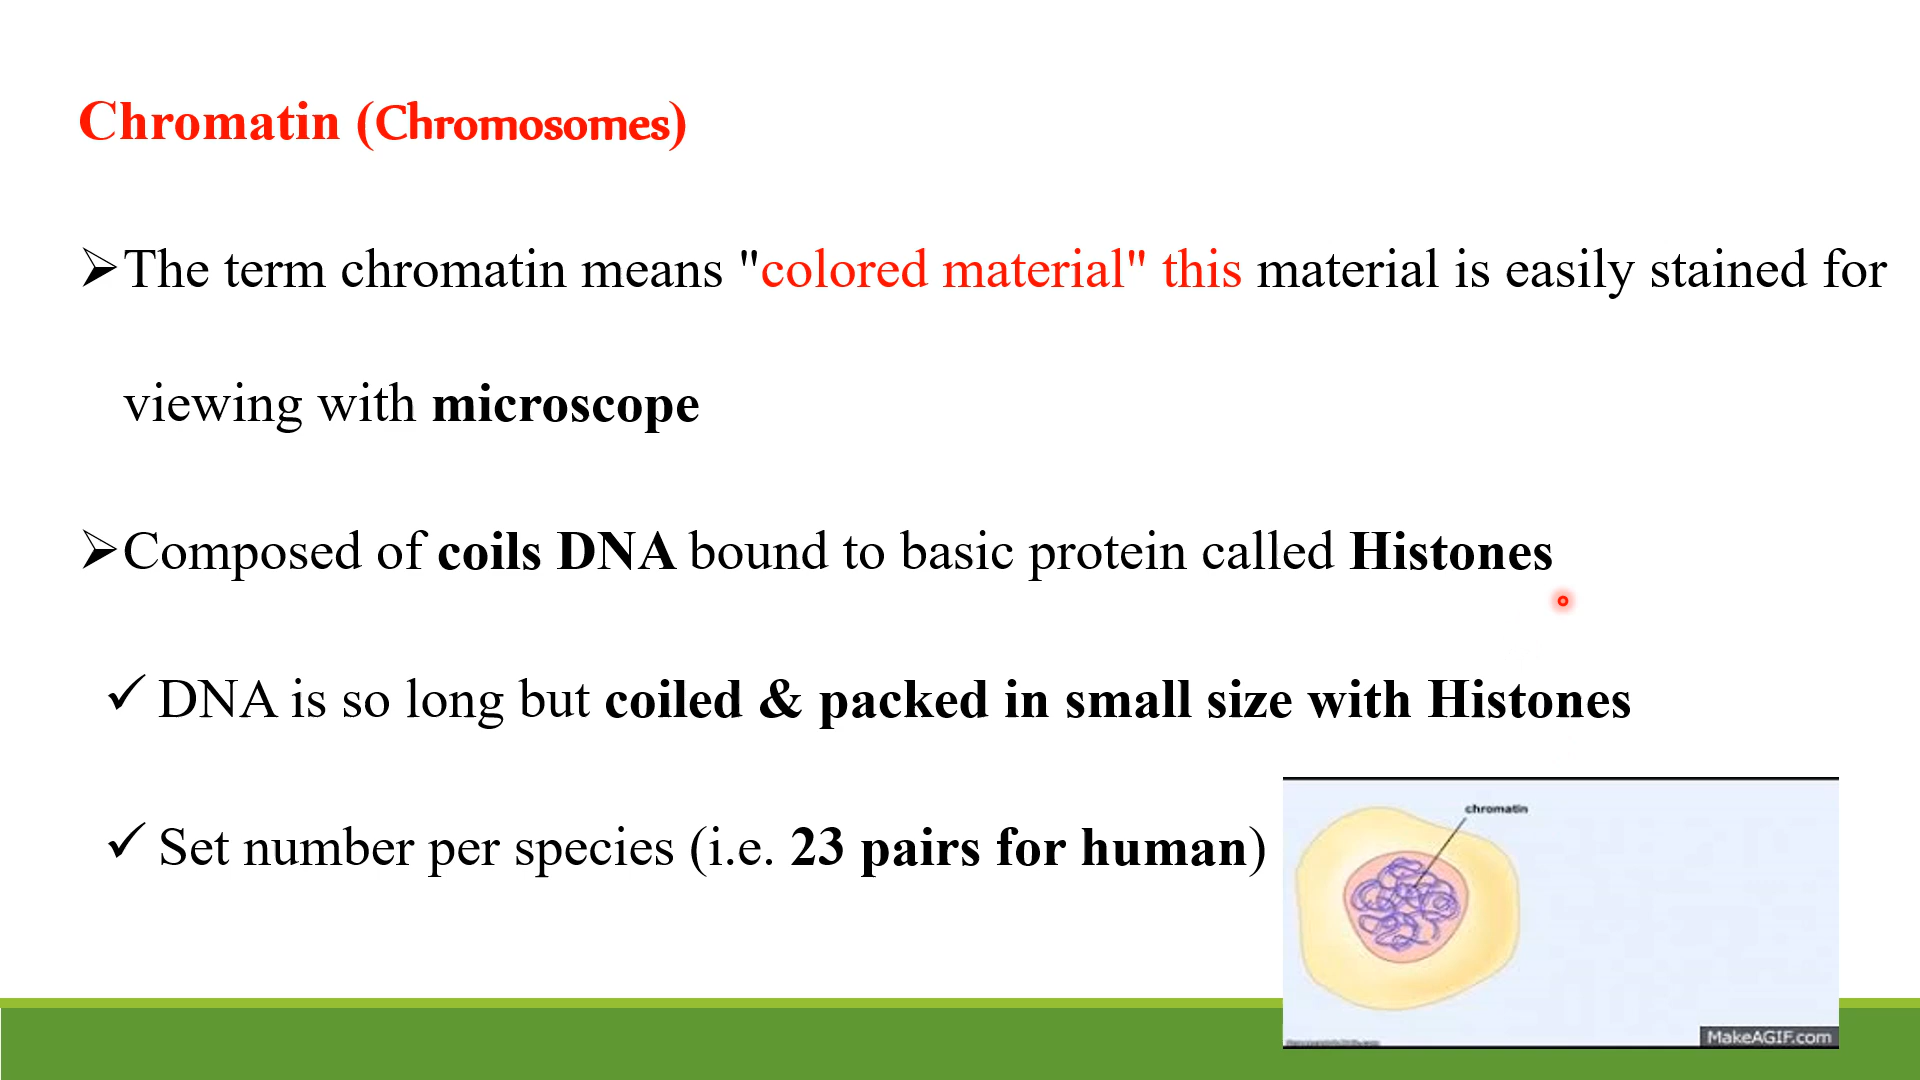 Chromatin (Chromosomes)
➢The term chromatin means "colored material" this material is easily stained for
viewing with microscope
➢Composed of coils DNA bound to basic protein called Histones
✓ DNA is so long but coiled & packed in small size with Histones
✓ Set number per species (i.e. 23 pairs for human)
chromatin
MakeAGIF.com